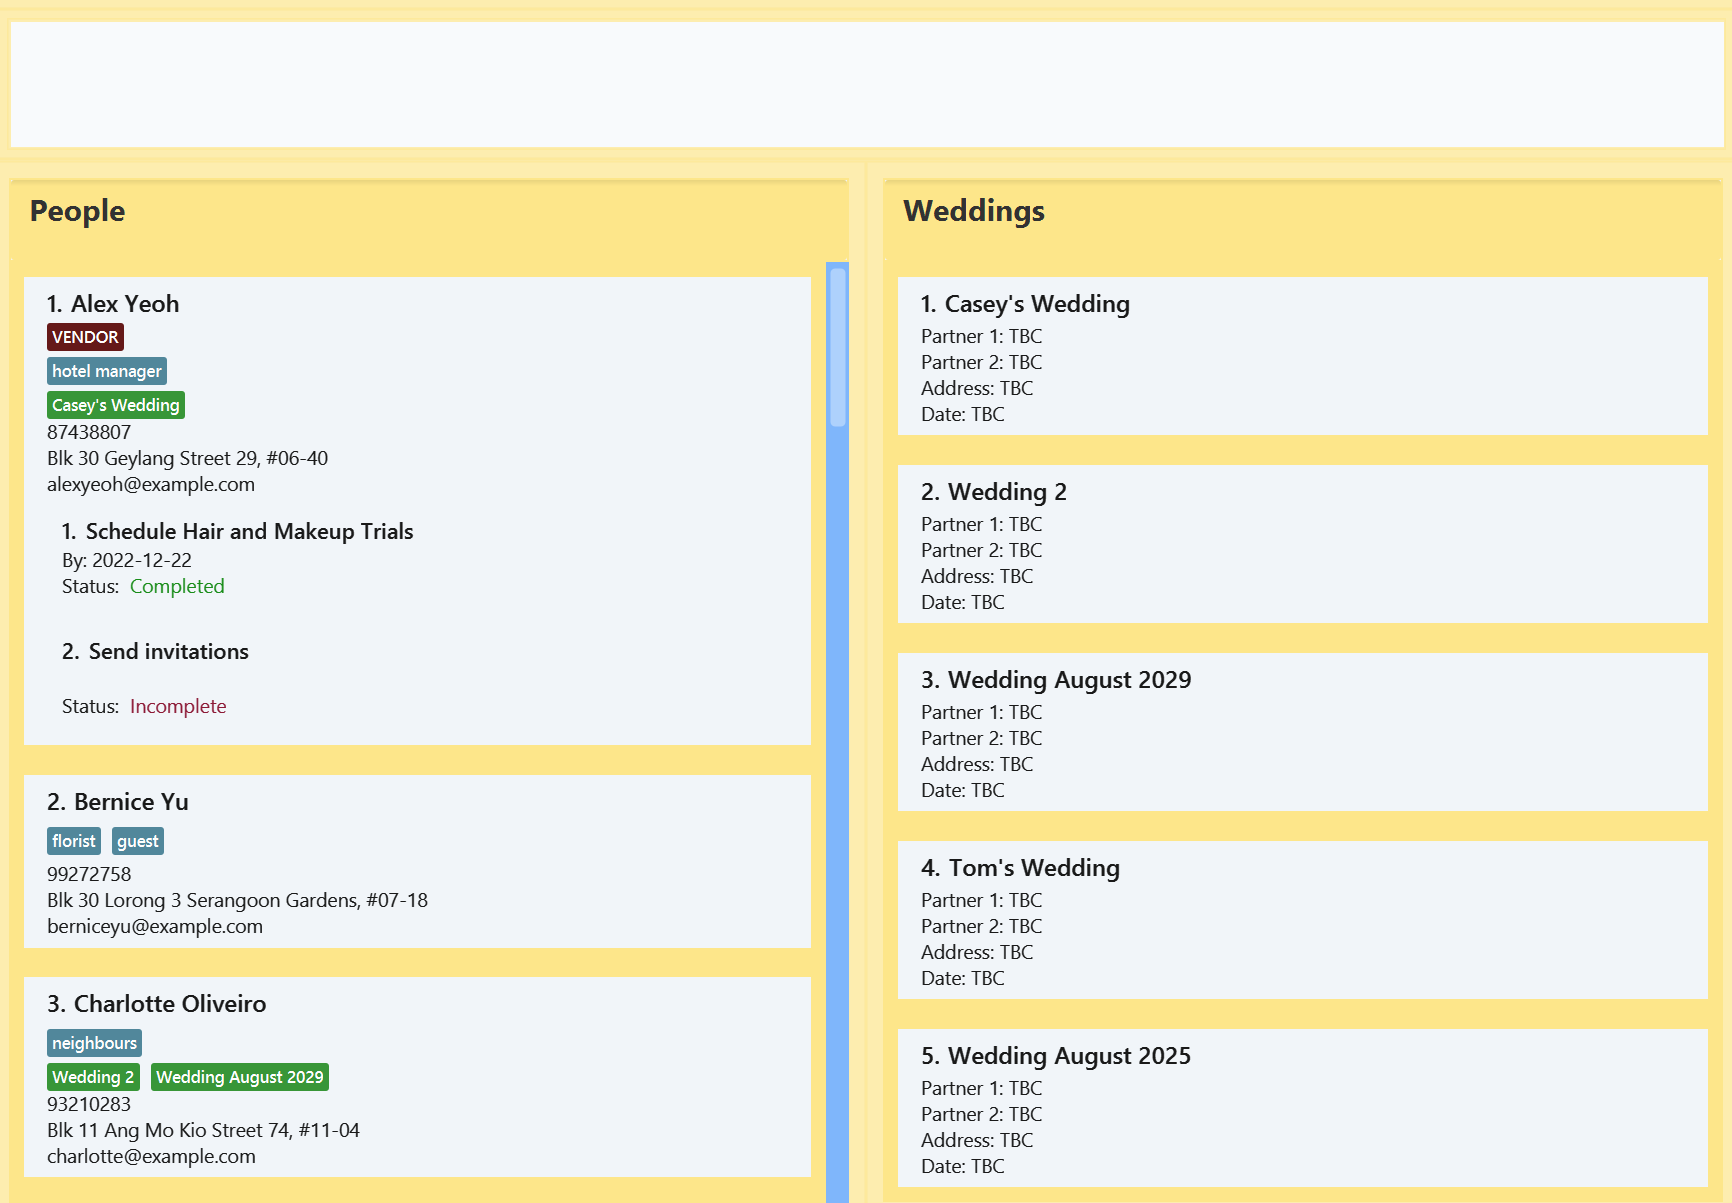 People
1. Alex Yeoh
VENDOR
hotel manager
Casey's Wedding
87438807
Blk 30 Geylang Street 29, #06-40
alexyeoh@example.com
1. Schedule Hair and Makeup Trials
By: 2022-12-22
Status: Completed
2. Send invitations
Status: Incomplete
2. Bernice Yu
florist guest
99272758
Blk 30 Lorong 3 Serangoon Gardens, #07-18
berniceyu@example.com
3. Charlotte Oliveiro
neighbours
Wedding 2 Wedding August 2029
93210283
Blk 11 Ang Mo Kio Street 74, #11-04
charlotte@example.com
Weddings
1. Casey's Wedding
Partner 1: TBC
Partner 2: TBC
Address: TBC
Date: TBC
2. Wedding 2
Partner 1: TBC
Partner 2: TBC
Address: TBC
Date: TBC
3. Wedding August 2029
Partner 1: TBC
Partner 2: TBC
Address: TBC
Date: TBC
4. Tom's Wedding
Partner 1: TBC
Partner 2: TBC
Address: TBC
Date: TBC
5. Wedding August 2025
Partner 1: TBC
Partner 2: TBC
Address: TBC
Date: TBC